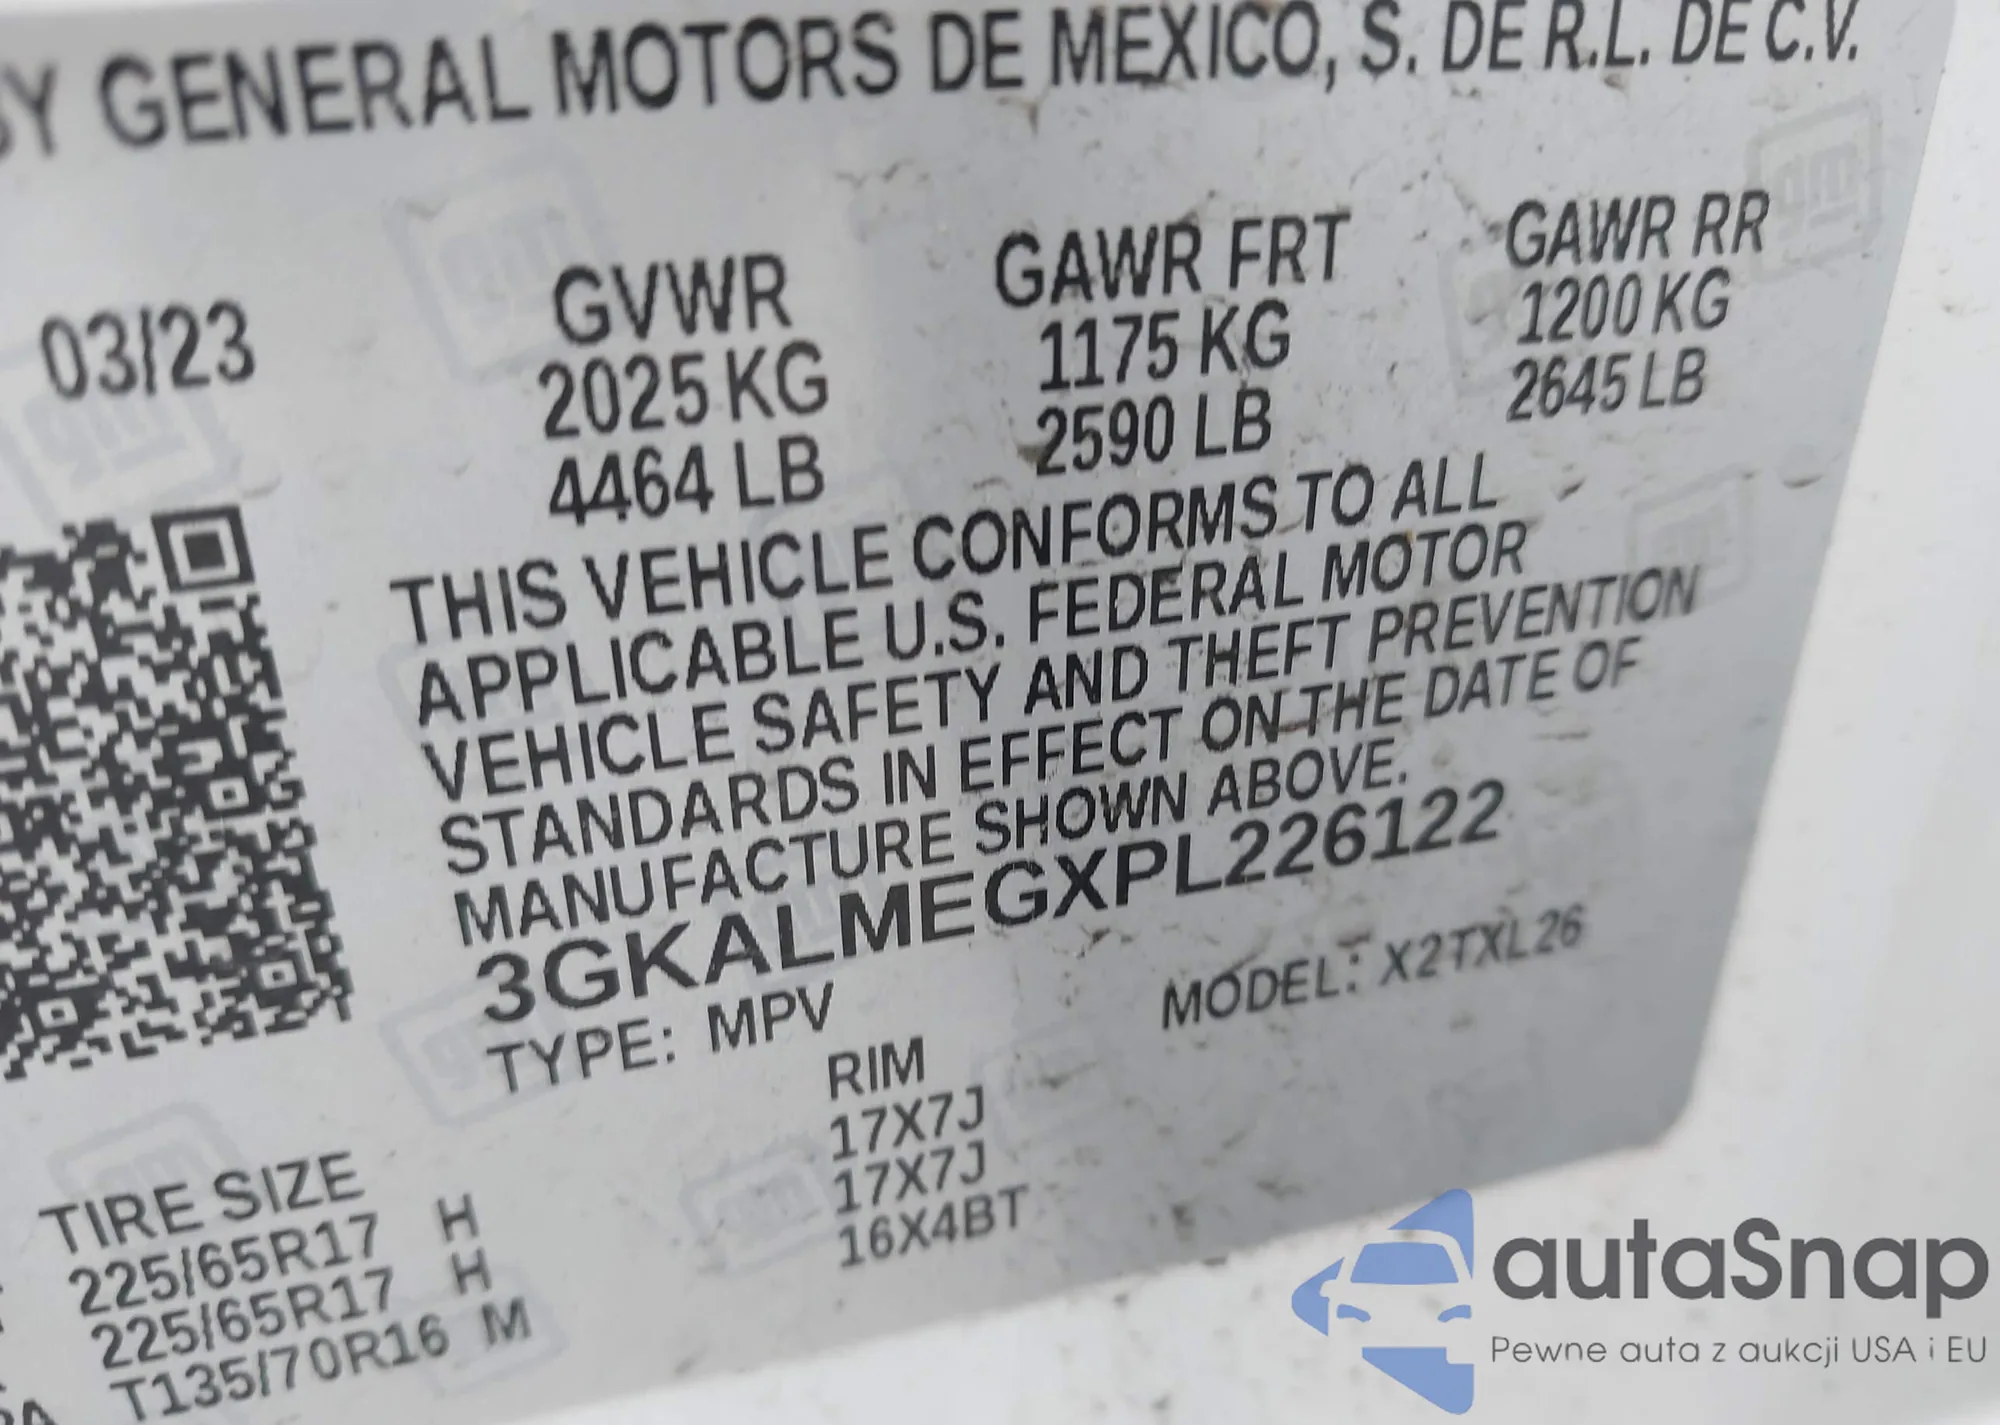 BY GENERAL MOTORS DE MEXICO, S. DE R.L. DE C.V.
03/23
GVWR
2025 KG
4464 LB
GAWR FRT
1175 KG
2590 LB
GAWR RR
1200 KG
2645 LB
THIS VEHICLE CONFORMS TO ALL
APPLICABLE U.S. FEDERAL MOTOR
VEHICLE SAFETY AND THEFT PREVENTION
STANDARDS IN EFFECT ON THE DATE OF
MANUFACTURE SHOWN ABOVE.
3GKALMEGXPL226122
TYPE: MPV
MODEL: X2TXL26
TIRE SIZE
225/65R17 H
225/65R17 H
T135/70R16 M
RIM
17X7J
17X7J
16X4BT
autaSnap
Pewne auta z aukcji USA i EU